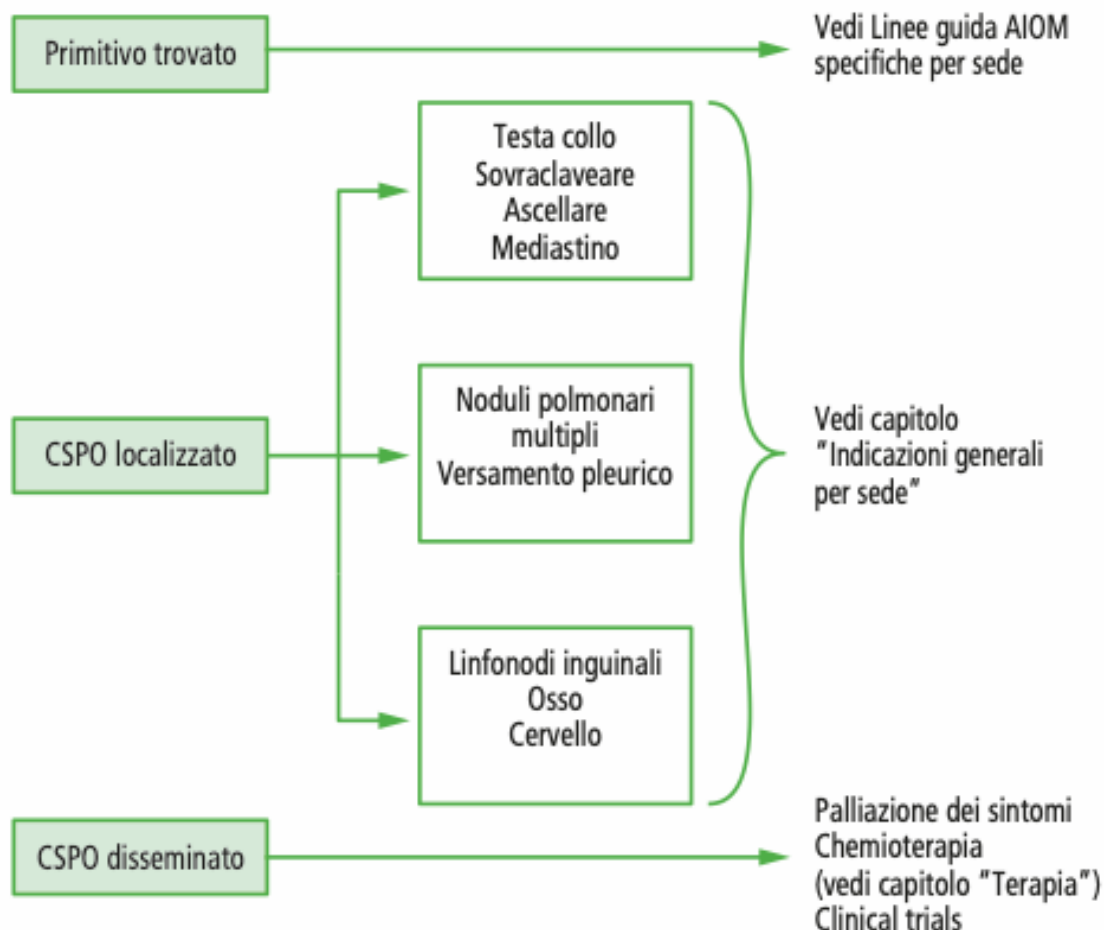 Primitivo trovato
Vedi Linee guida AIOM
specifiche per sede
CSPO localizzato
Testa collo
Sovraclaveare
Ascellare
Mediastino
Noduli polmonari
multipli
Versamento pleurico
Linfonodi inguinali
Osso
Cervello
Vedi capitolo
"Indicazioni generali
per sede"
CSPO disseminato
Palliazione dei sintomi
Chemioterapia
(vedi capitolo "Terapia")
Clinical trials